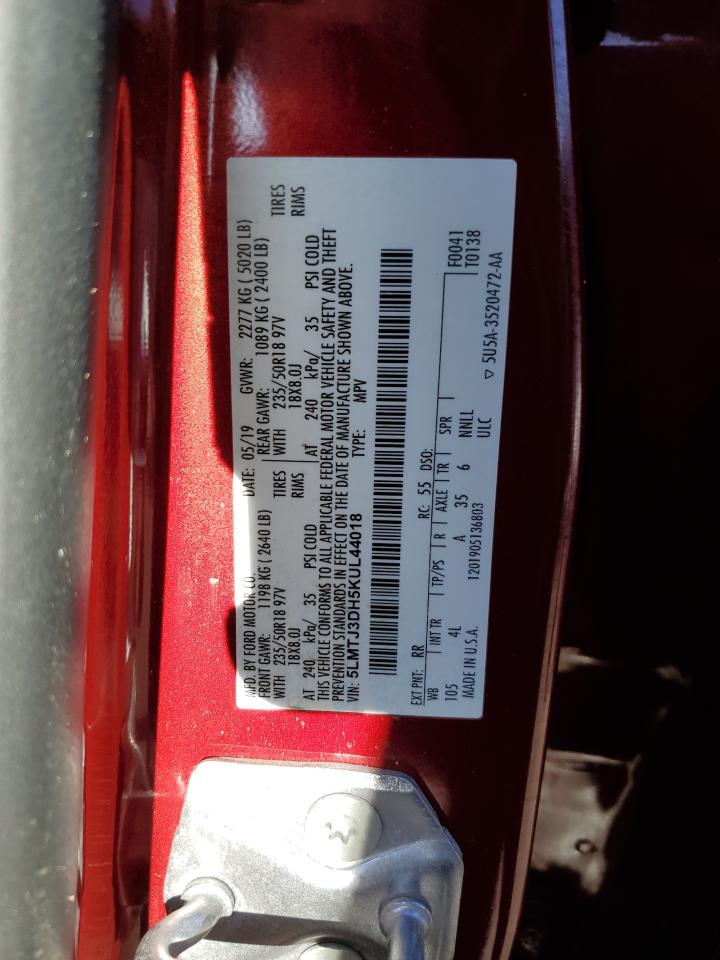 MFD. BY FORD MOTOR CO.
DATE: 05/19 GVWR: 2277 KG ( 5020 LB)
FRONT GAWR: 1198 KG (2640 LB) REAR GAWR: 1089 KG ( 2400 LB)
WITH 235/50R18 97V TIRES WITH 235/50R18 97V TIRES
18X8.0J RIMS 18X8.0J RIMS
AT 240 kPa/ 35 PSI COLD AT 240 kPa/ 35 PSI COLD
THIS VEHICLE CONFORMS TO ALL APPLICABLE FEDERAL MOTOR VEHICLE SAFETY AND THEFT
PREVENTION STANDARDS IN EFFECT ON THE DATE OF MANUFACTURE SHOWN ABOVE.
VIN: 5LMTJ3DH5KUL44018 TYPE: MPV
EXT PNT: RR RC: 55 DSO: F0041
WB INT TR TP/PS R AXLE TR SPR T0138
105 4L A 35 6 NNLL
MADE IN U.S.A. 1201905136803 ULC ▽ 5U5A-3520472-AA